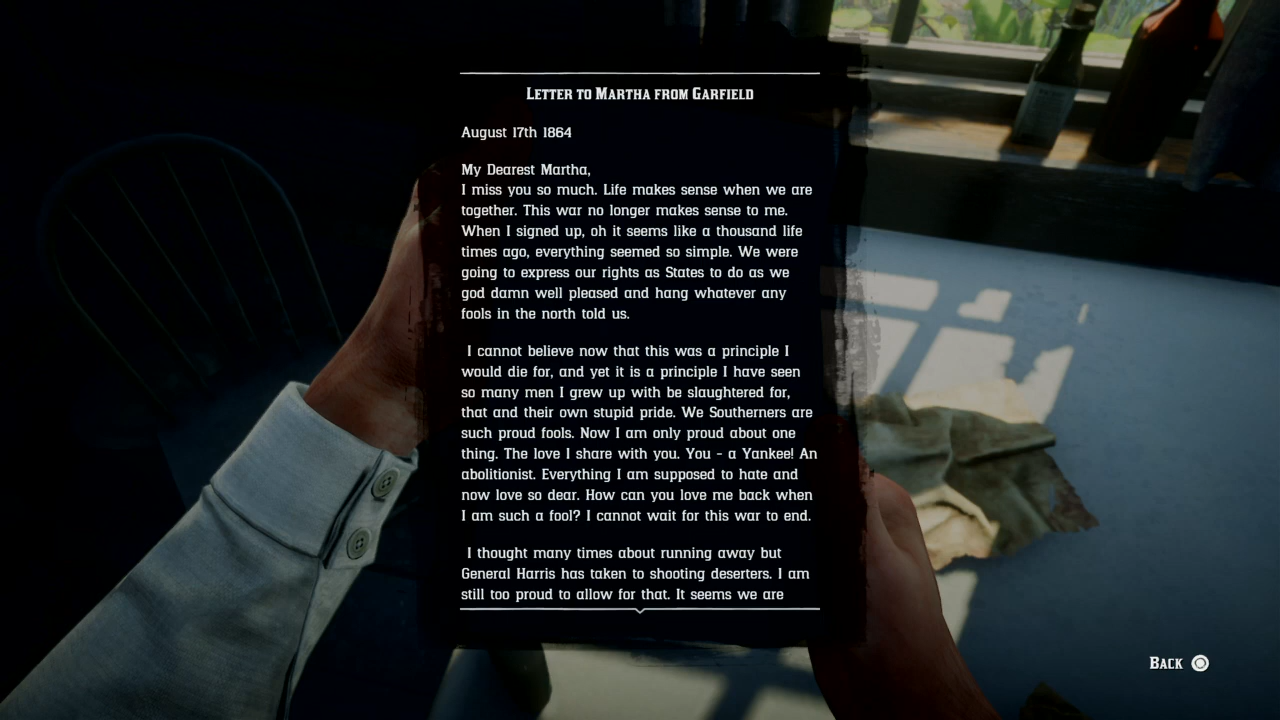 Letter to Martha from Garfield
August 17th 1864
My Dearest Martha,
I miss you so much. Life makes sense when we are
together. This war no longer makes sense to me.
When I signed up, oh it seems like a thousand life
times ago, everything seemed so simple. We were
going to express our rights as States to do as we
god damn well pleased and hang whatever any
fools in the north told us.
I cannot believe now that this was a principle I
would die for, and yet it is a principle I have seen
so many men I grew up with be slaughtered for,
that and their own stupid pride. We Southerners are
such proud fools. Now I am only proud about one
thing. The love I share with you. You - a Yankee! An
abolitionist. Everything I am supposed to hate and
now love so dear. How can you love me back when
I am such a fool? I cannot wait for this war to end.
I thought many times about running away but
General Harris has taken to shooting deserters. I am
still too proud to allow for that. It seems we are
Back